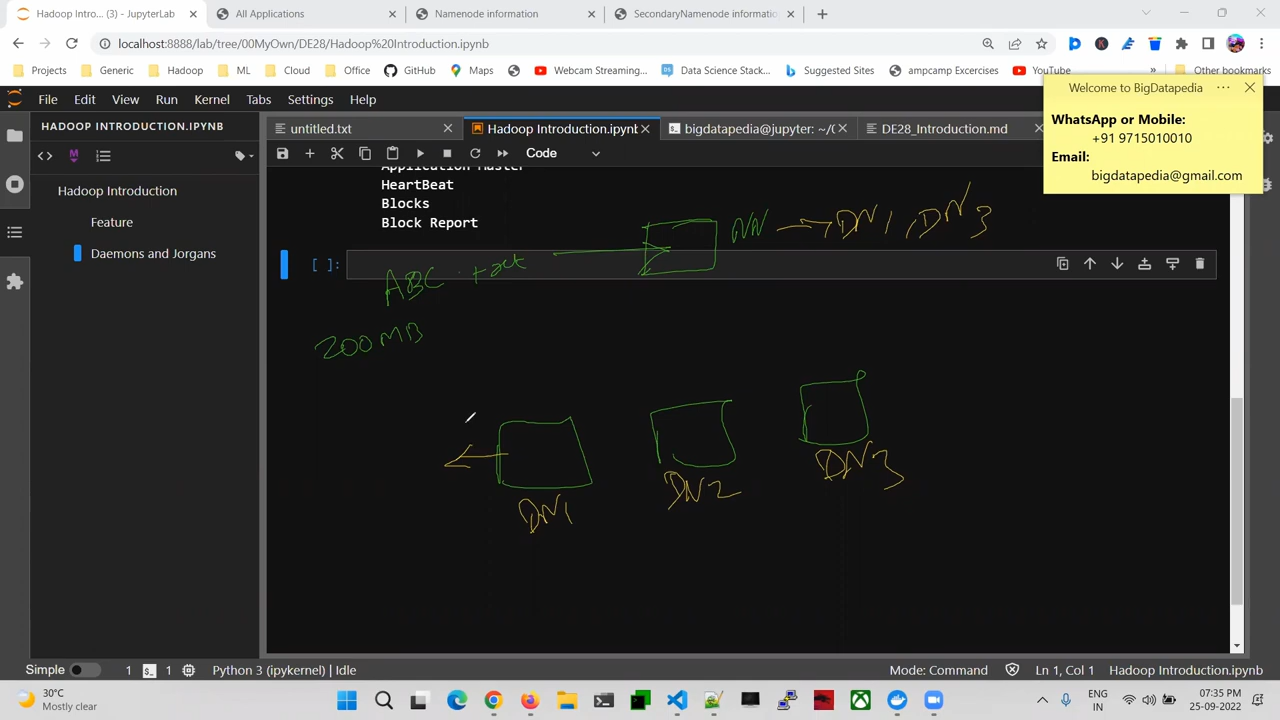 Hadoop Intro... (3) - JupyterLab
All Applications
Namenode information
SecondaryNamenode informatio
localhost:8888/lab/tree/00MyOwn/DE28/Hadoop%20Introduction.ipynb
Projects
Generic
Hadoop
ML
Cloud
Office
GitHub
Maps
Webcam Streaming...
Data Science Stack...
Suggested Sites
ampcamp Excercises
YouTube
»
Other bookmarks
File Edit View Run Kernel Tabs Settings Help
Welcome to BigDatapedia
WhatsApp or Mobile:
+91 9715010010
Email:
bigdatapedia@gmail.com
HADOOP INTRODUCTION.IPYNB
untitled.txt
Hadoop Introduction.ipynt
bigdatapedia@jupyter: ~/(
DE28_Introduction.md
Code
Hadoop Introduction
Feature
Daemons and Jorgans
Application Master
HeartBeat
Blocks
Block Report
NN
DN1, DN3
[ ]:
ABC.txt
200MB
DN1
DN2
DN3
Simple
1
1
Python 3 (ipykernel) | Idle
Mode: Command
Ln 1, Col 1
Hadoop Introduction.ipynb
30°C
Mostly clear
ENG
IN
07:35 PM
25-09-2022